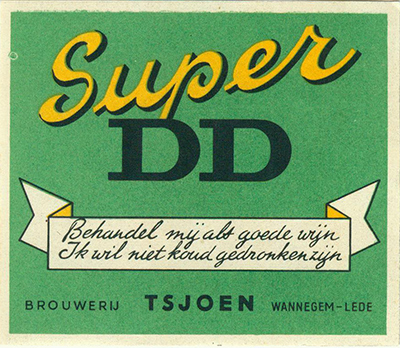 Super
DD
Behandel mij als goede wijn
Ik wil niet koud gedronken zijn
BROUWERIJ TSJOEN WANNEGEM-LEDE